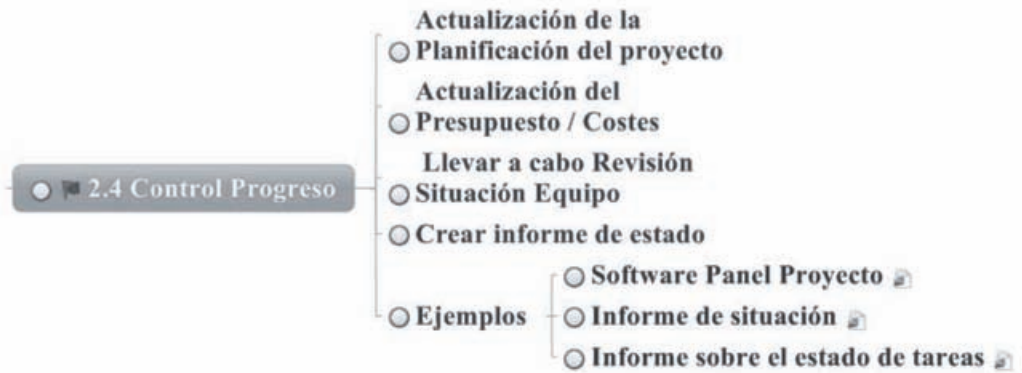 Actualización de la
Planificación del proyecto
Actualización del
Presupuesto / Costes
Llevar a cabo Revisión
Situación Equipo
2.4 Control Progreso
Crear informe de estado
Ejemplos
Software Panel Proyecto
Informe de situación
Informe sobre el estado de tareas